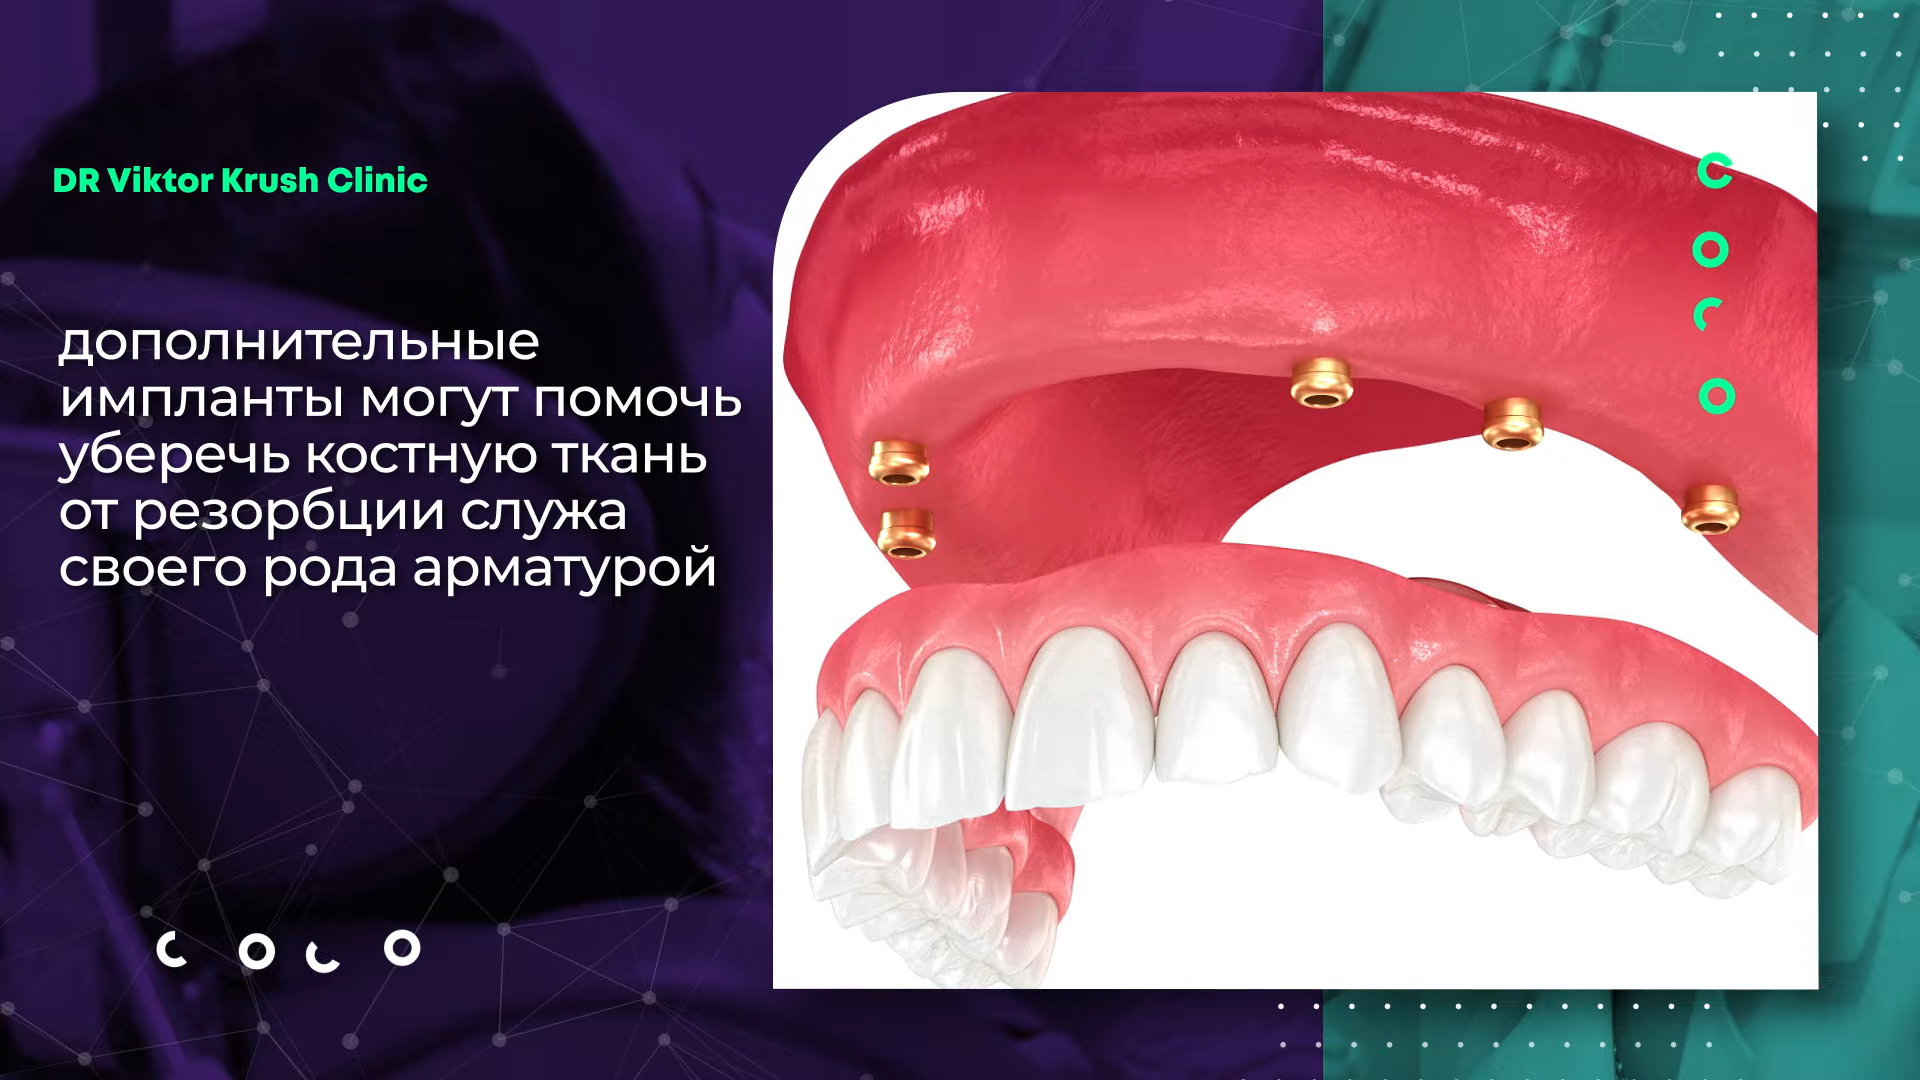 DR Viktor Krush Clinic
дополнительные
импланты могут помочь
уберечь костную ткань
от резорбции служа
своего рода арматурой